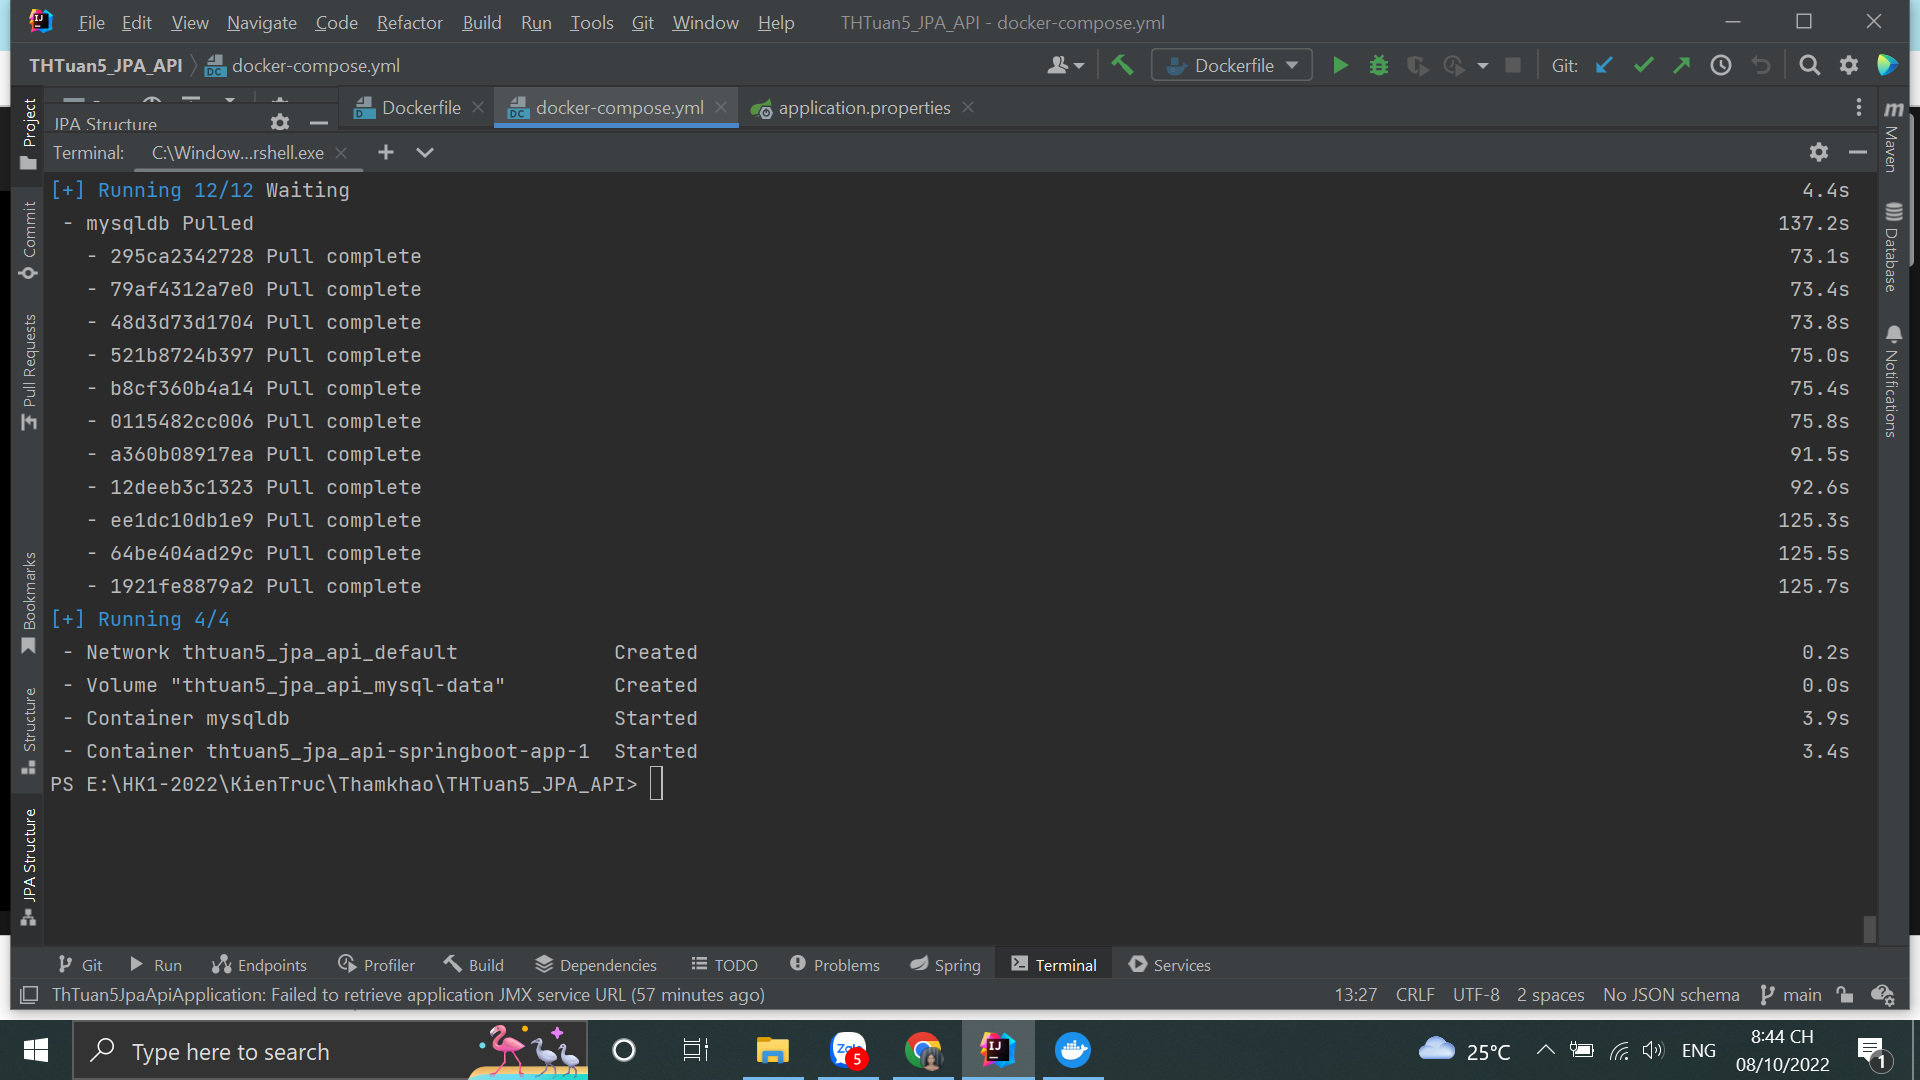 File Edit View Navigate Code Refactor Build Run Tools Git Window Help THTuan5_JPA_API - docker-compose.yml
THTuan5_JPA_API docker-compose.yml Dockerfile Git:
JPA Structure
Dockerfile docker-compose.yml application.properties
Terminal: C:\Window...rshell.exe
[+] Running 12/12 Waiting 4.4s
- mysqldb Pulled 137.2s
- 295ca2342728 Pull complete 73.1s
- 79af4312a7e0 Pull complete 73.4s
- 48d3d73d1704 Pull complete 73.8s
- 521b8724b397 Pull complete 75.0s
- b8cf360b4a14 Pull complete 75.4s
- 0115482cc006 Pull complete 75.8s
- a360b08917ea Pull complete 91.5s
- 12deeb3c1323 Pull complete 92.6s
- ee1dc10db1e9 Pull complete 125.3s
- 64be404ad29c Pull complete 125.5s
- 1921fe8879a2 Pull complete 125.7s
[+] Running 4/4
- Network thtuan5_jpa_api_default Created 0.2s
- Volume "thtuan5_jpa_api_mysql-data" Created 0.0s
- Container mysqldb Started 3.9s
- Container thtuan5_jpa_api-springboot-app-1 Started 3.4s
PS E:\HK1-2022\KienTruc\Thamkhao\THTuan5_JPA_API>
Project
Commit
Pull Requests
Bookmarks
Structure
JPA Structure
m Maven
Database
Notifications
Git Run Endpoints Profiler Build Dependencies TODO Problems Spring Terminal Services
ThTuan5JpaApiApplication: Failed to retrieve application JMX service URL (57 minutes ago) 13:27 CRLF UTF-8 2 spaces No JSON schema main
Type here to search
Zalo 5
25°C ENG
8:44 CH
08/10/2022
1